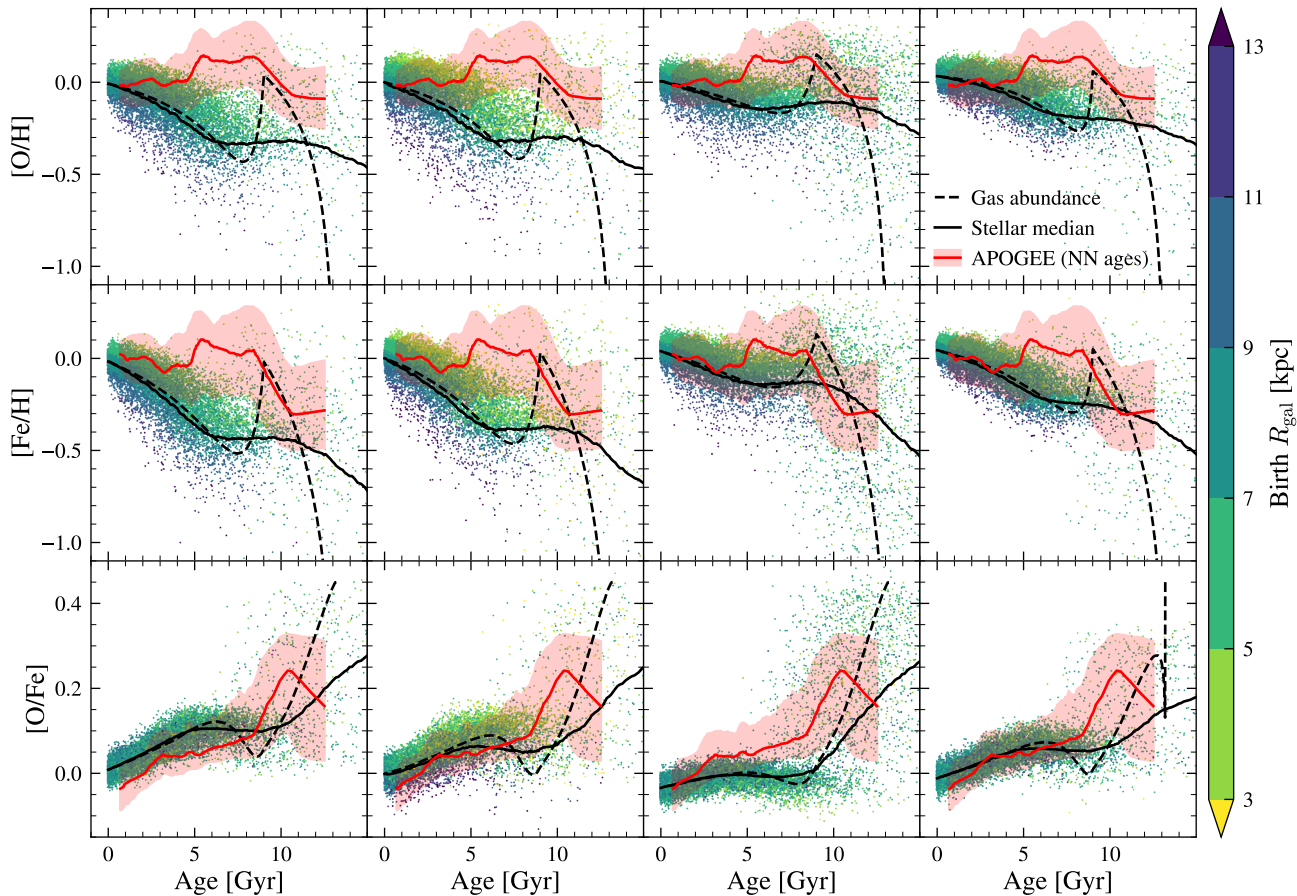 0.0
−0.5
−1.0
[O/H]
Gas abundance
Stellar median
APOGEE (NN ages)
0.0
−0.5
−1.0
[Fe/H]
0.4
0.2
0.0
[O/Fe]
0 5 10
0 5 10
0 5 10
0 5 10
Age [Gyr]
Age [Gyr]
Age [Gyr]
Age [Gyr]
13
11
9
7
5
3
Birth R_gal [kpc]